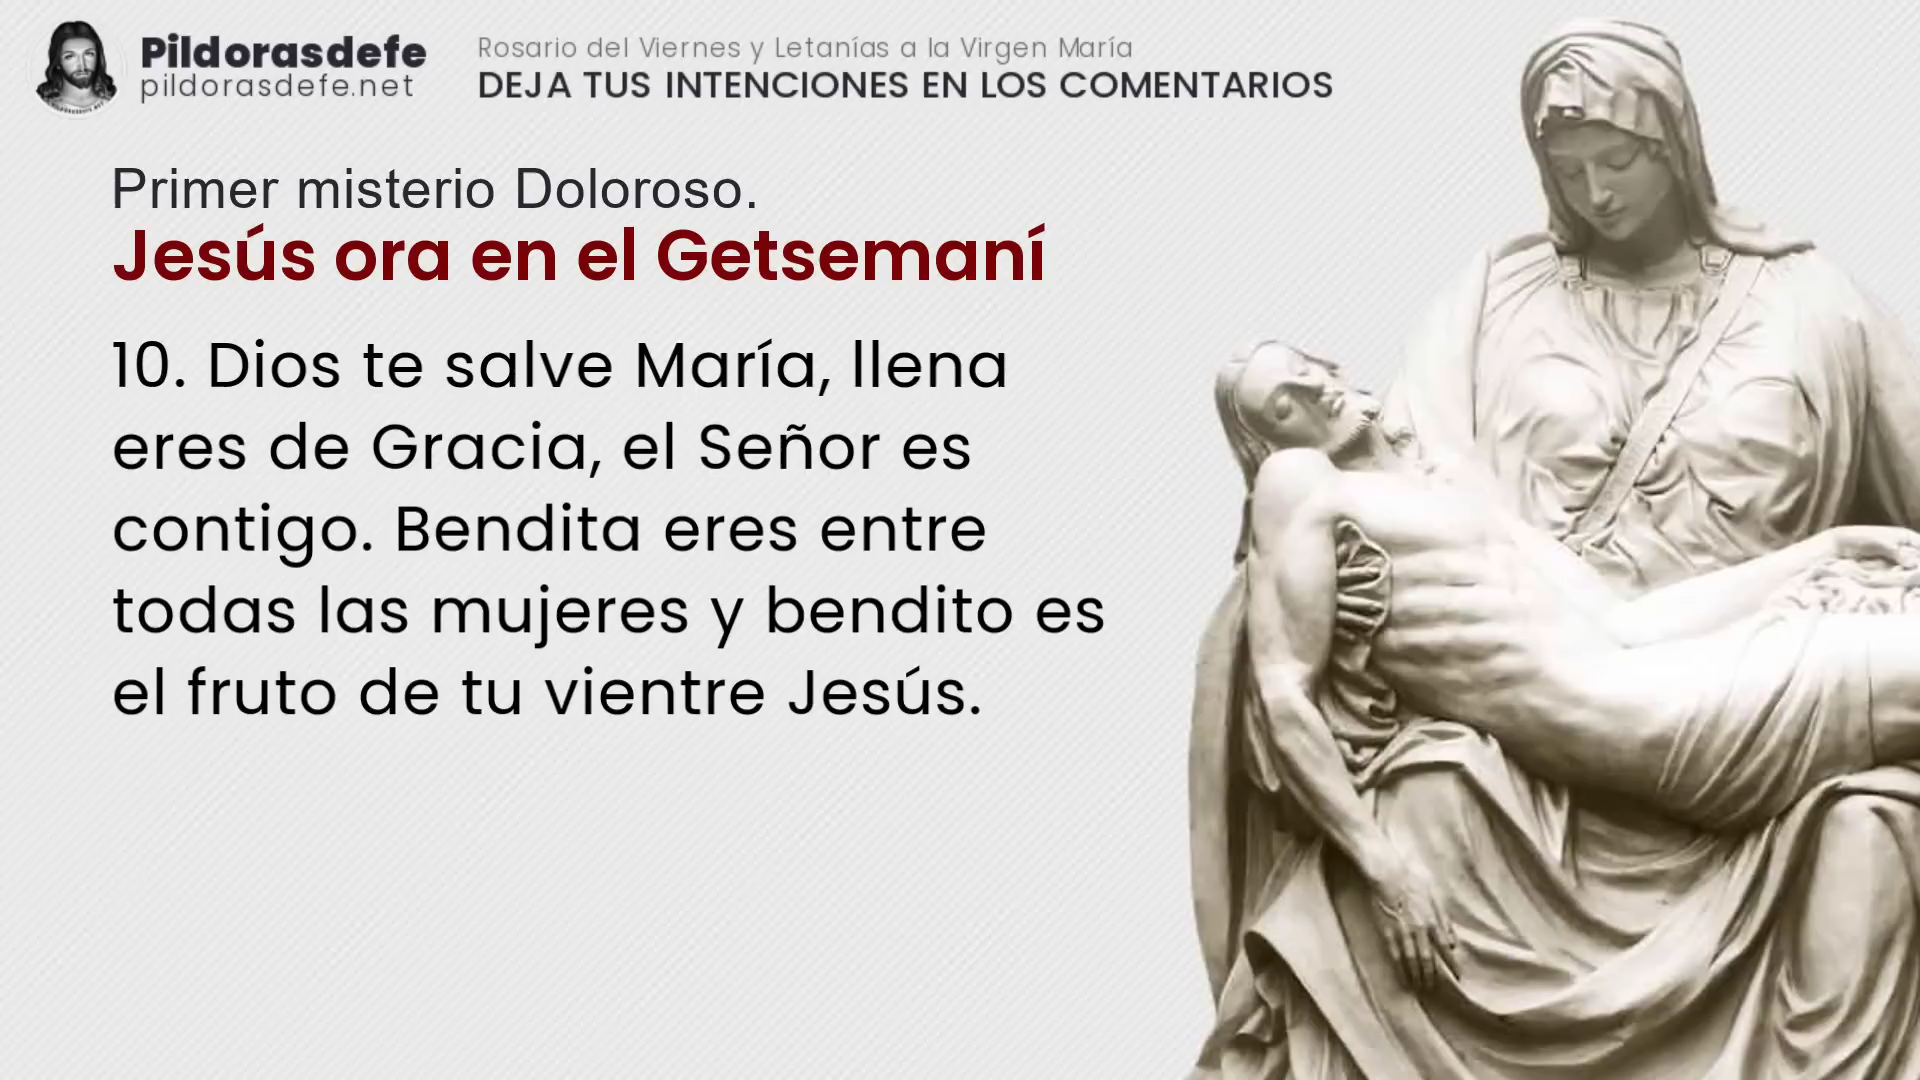 Pildorasdefe
pildorasdefe.net
Rosario del Viernes y Letanías a la Virgen María
DEJA TUS INTENCIONES EN LOS COMENTARIOS
Primer misterio Doloroso.
Jesús ora en el Getsemaní
10. Dios te salve María, llena
eres de Gracia, el Señor es
contigo. Bendita eres entre
todas las mujeres y bendito es
el fruto de tu vientre Jesús.